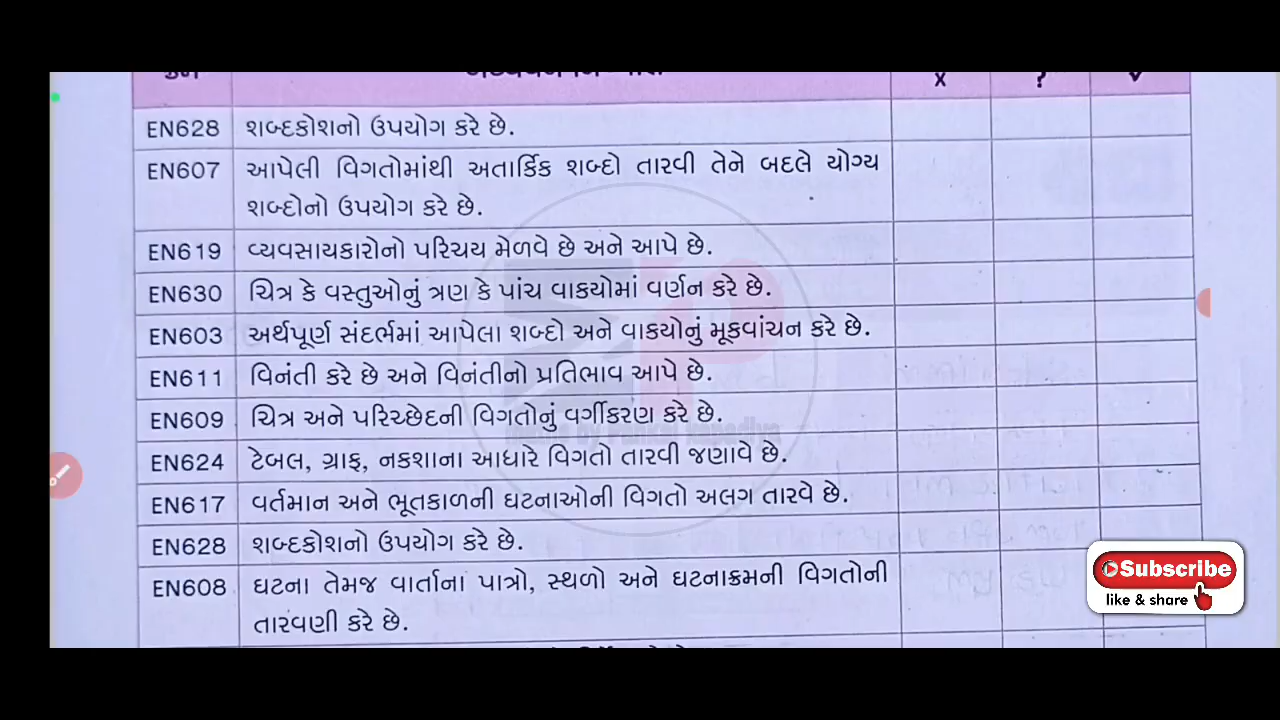 x ? ✓
EN628 શબ્દકોશનો ઉપયોગ કરે છે.
EN607 આપેલી વિગતોમાંથી અતાર્કિક શબ્દો તારવી તેને બદલે યોગ્ય
શબ્દોનો ઉપયોગ કરે છે.
EN619 વ્યવસાયકારોનો પરિચય મેળવે છે અને આપે છે.
EN630 ચિત્ર કે વસ્તુઓનું ત્રણ કે પાંચ વાકયોમાં વર્ણન કરે છે.
EN603 અર્થપૂર્ણ સંદર્ભમાં આપેલા શબ્દો અને વાકયોનું મૂકવાંચન કરે છે.
EN611 વિનંતી કરે છે અને વિનંતીનો પ્રતિભાવ આપે છે.
EN609 ચિત્ર અને પરિચ્છેદની વિગતોનું વર્ગીકરણ કરે છે.
EN624 ટેબલ, ગ્રાફ, નકશાના આધારે વિગતો તારવી જણાવે છે.
EN617 વર્તમાન અને ભૂતકાળની ઘટનાઓની વિગતો અલગ તારવે છે.
EN628 શબ્દકોશનો ઉપયોગ કરે છે.
EN608 ઘટના તેમજ વાર્તાના પાત્રો, સ્થળો અને ઘટનાક્રમની વિગતોની
તારવણી કરે છે.
Subscribe
like & share